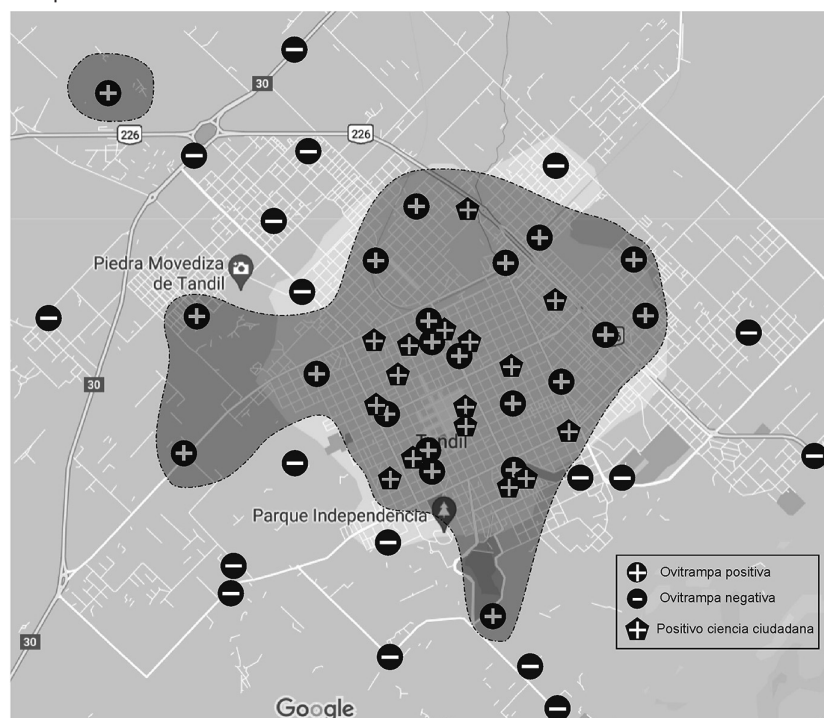 30
226
226
Piedra Movediza
de Tandil
30
Tandil
Parque Independencia
Ovitrampa positiva
Ovitrampa negativa
Positivo ciencia ciudadana
30
Google